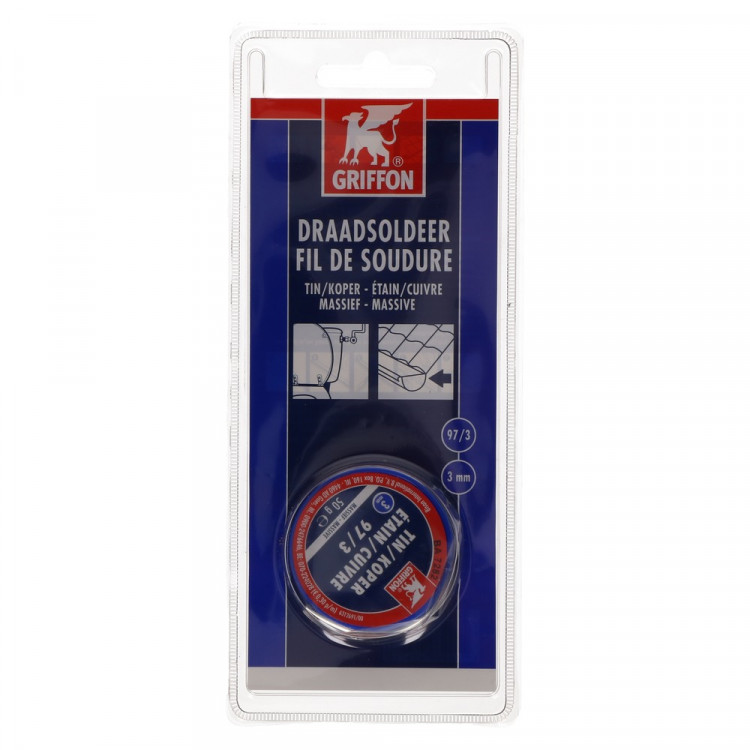 ®
GRIFFON
DRAADSOLDEER
FIL DE SOUDURE
TIN/KOPER - ÉTAIN/CUIVRE
MASSIEF - MASSIVE
97/3
3 mm
TIN/KOPER
ÉTAIN/CUIVRE
97/3
50 g ℮
GRIFFON